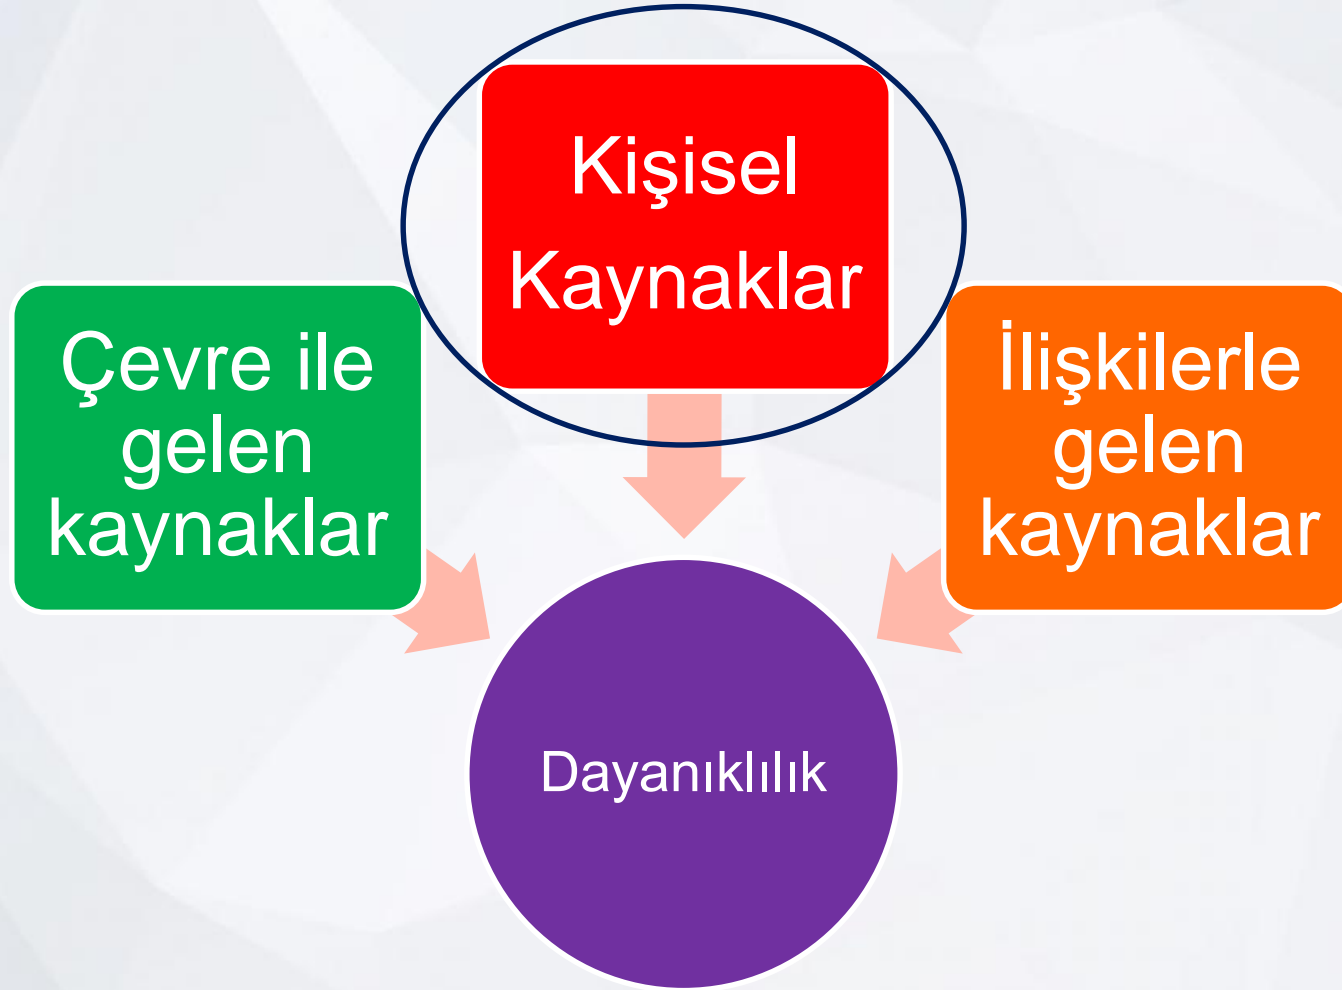 Kişisel
Kaynaklar
Çevre ile
gelen
kaynaklar
İlişkilerle
gelen
kaynaklar
Dayanıklılık